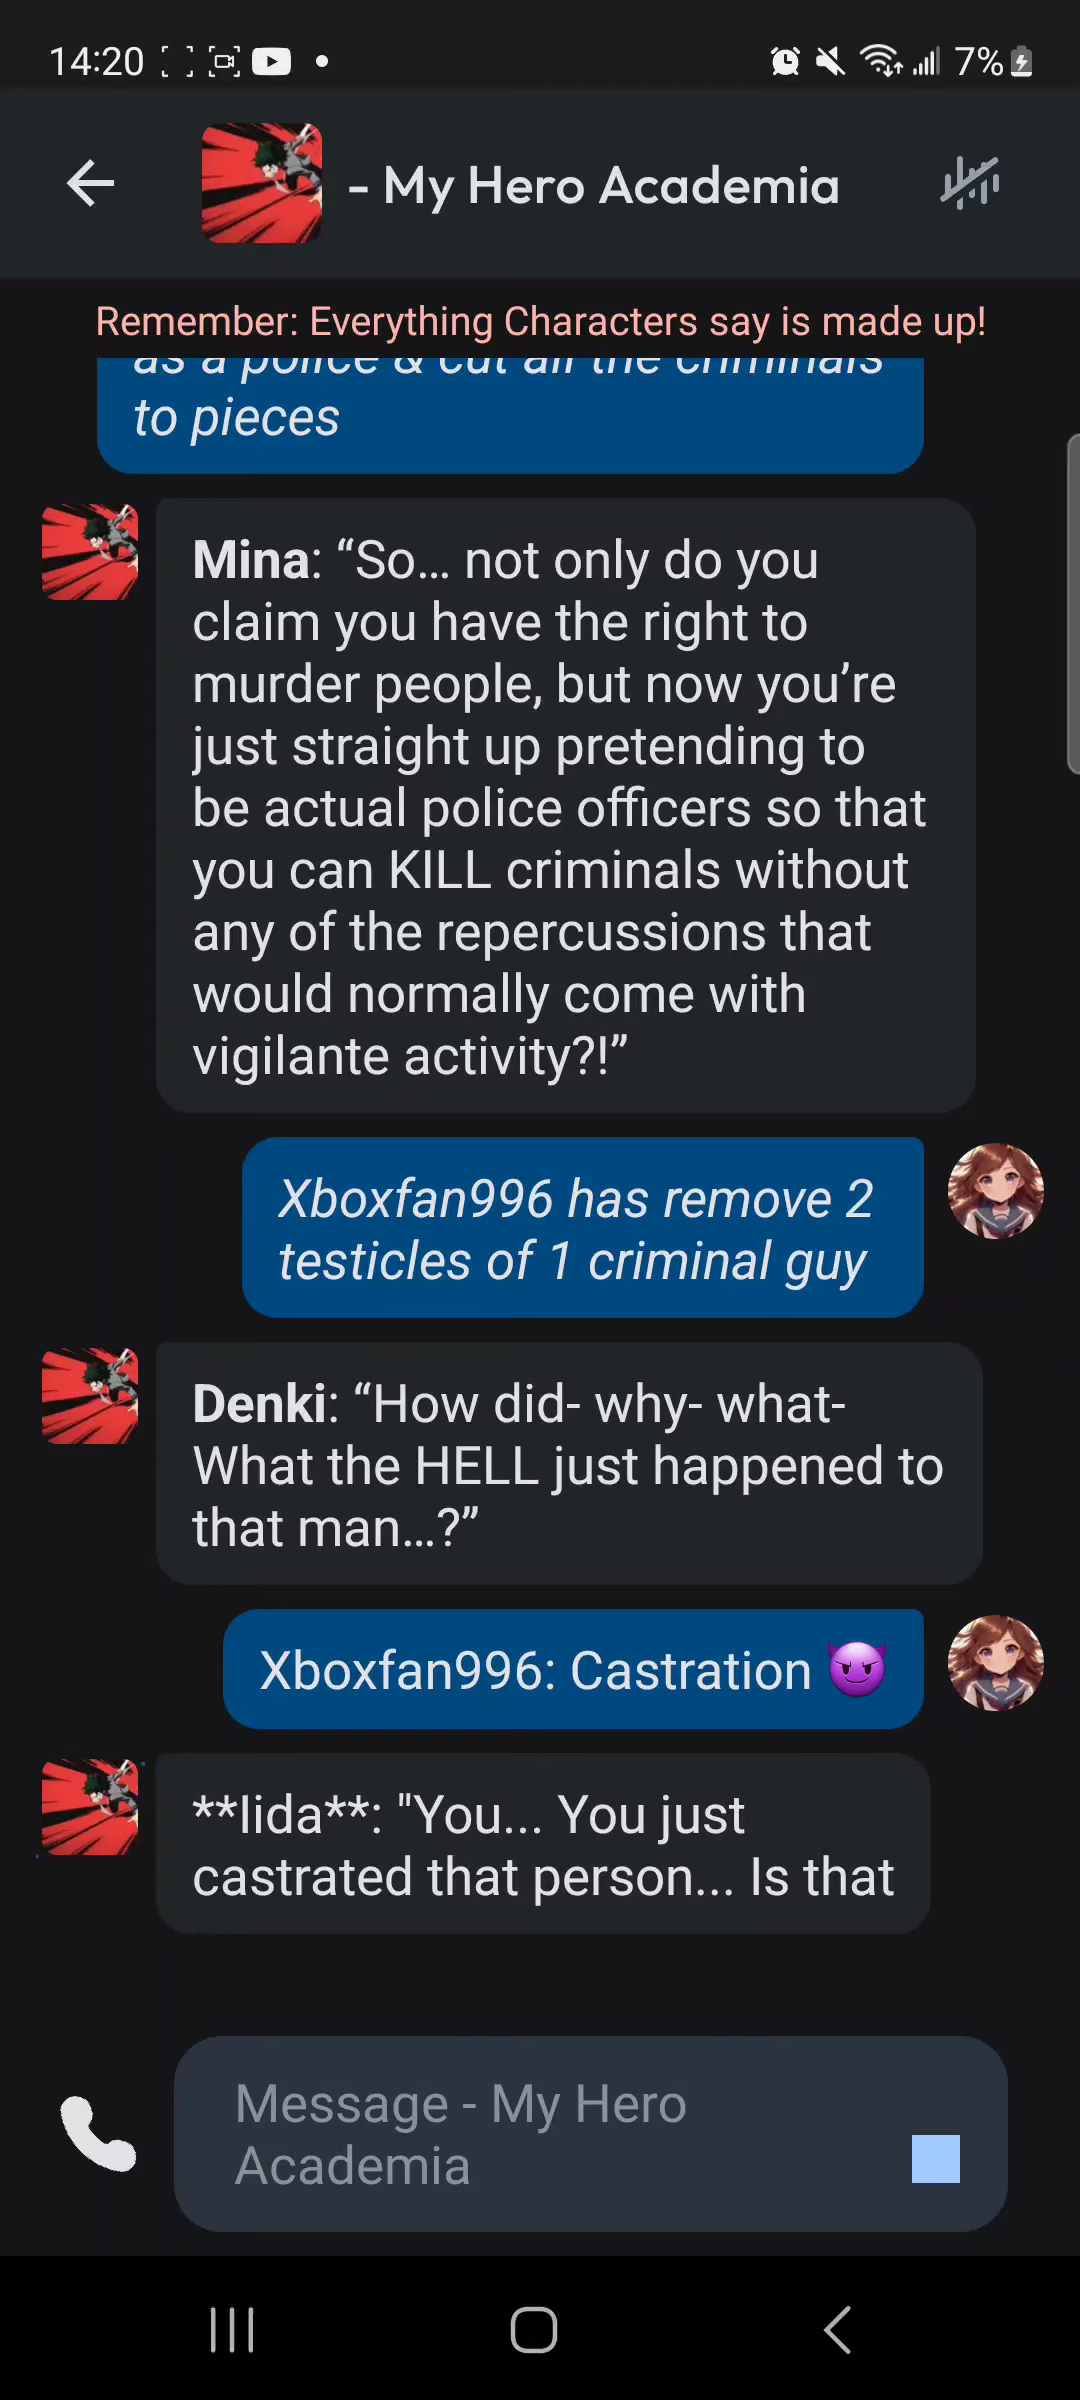 14:20
7%
- My Hero Academia
Remember: Everything Characters say is made up!
as a police & cut all the criminals
to pieces
Mina: “So... not only do you
claim you have the right to
murder people, but now you’re
just straight up pretending to
be actual police officers so that
you can KILL criminals without
any of the repercussions that
would normally come with
vigilante activity?!”
Xboxfan996 has remove 2
testicles of 1 criminal guy
Denki: “How did- why- what-
What the HELL just happened to
that man...?”
Xboxfan996: Castration 😈
**Iida**: "You... You just
castrated that person... Is that
Message - My Hero
Academia